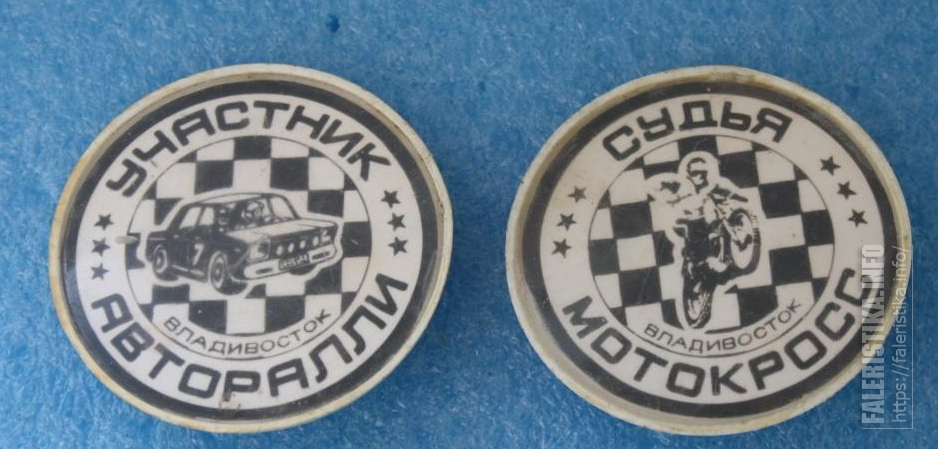 УЧАСТНИК
ВЛАДИВОСТОК
АВТОРАЛЛИ
СУДЬЯ
ВЛАДИВОСТОК
МОТОКРОСС
FALERISTIKA.INFO
https://faleristika.info/